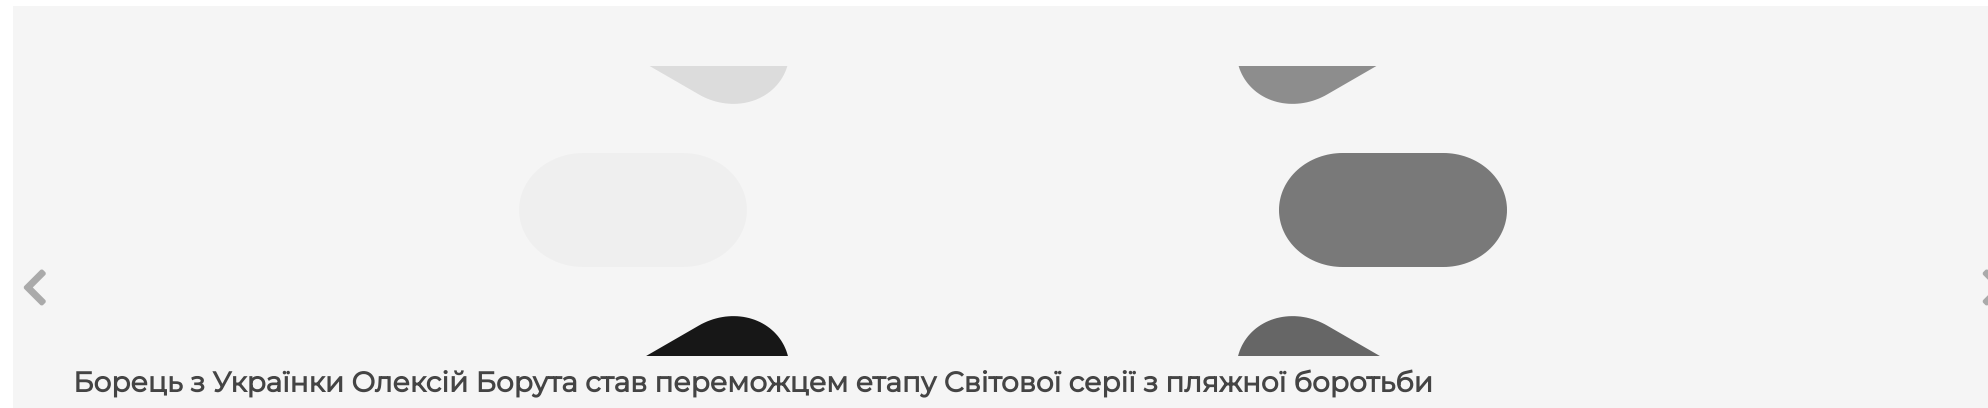 Борець з Українки Олексій Борута став переможцем етапу Світової серії з пляжної боротьби